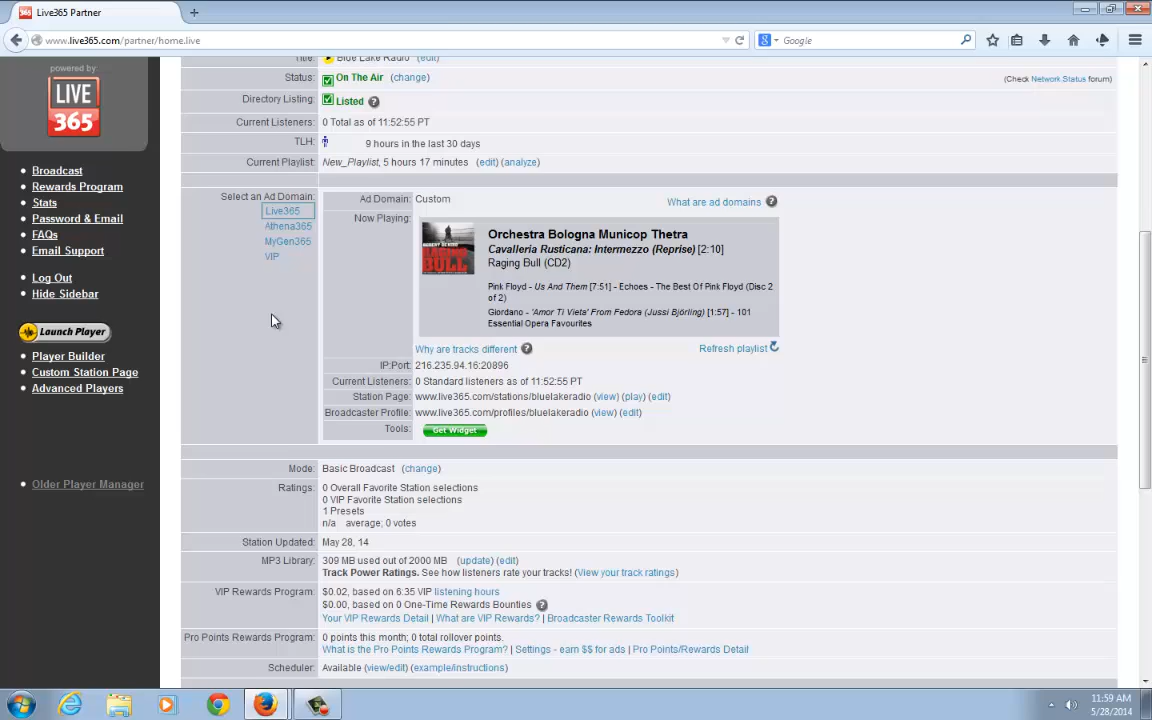 Live365 Partner
www.live365.com/partner/home.live
Google
powered by:
LIVE
365
Broadcast
Rewards Program
Stats
Password & Email
FAQs
Email Support
Log Out
Hide Sidebar
Launch Player
Player Builder
Custom Station Page
Advanced Players
Older Player Manager
Title: Blue Lake Radio (edit)
Status: On The Air (change)
(Check Network Status forum)
Directory Listing: Listed
Current Listeners: 0 Total as of 11:52:55 PT
TLH: 9 hours in the last 30 days
Current Playlist: New_Playlist, 5 hours 17 minutes (edit) (analyze)
Select an Ad Domain:
Live365
Athena365
MyGen365
VIP
Ad Domain: Custom
What are ad domains
Now Playing:
Orchestra Bologna Municop Thetra
Cavalleria Rusticana: Intermezzo (Reprise) [2:10]
Raging Bull (CD2)
Pink Floyd - Us And Them [7:51] - Echoes - The Best Of Pink Floyd (Disc 2
of 2)
Giordano - 'Amor Ti Vieta' From Fedora (Jussi Björling) [1:57] - 101
Essential Opera Favourites
Why are tracks different
Refresh playlist
IP:Port: 216.235.94.16:20896
Current Listeners: 0 Standard listeners as of 11:52:55 PT
Station Page: www.live365.com/stations/bluelakeradio (view) (play) (edit)
Broadcaster Profile: www.live365.com/profiles/bluelakeradio (view) (edit)
Tools: Get Widget
Mode: Basic Broadcast (change)
Ratings: 0 Overall Favorite Station selections
0 VIP Favorite Station selections
1 Presets
n/a average; 0 votes
Station Updated: May 28, 14
MP3 Library: 309 MB used out of 2000 MB (update) (edit)
Track Power Ratings. See how listeners rate your tracks! (View your track ratings)
VIP Rewards Program: $0.02, based on 6:35 VIP listening hours
$0.00, based on 0 One-Time Rewards Bounties
Your VIP Rewards Detail | What are VIP Rewards? | Broadcaster Rewards Toolkit
Pro Points Rewards Program: 0 points this month; 0 total rollover points.
What is the Pro Points Rewards Program? | Settings - earn $$ for ads | Pro Points/Rewards Detail
Scheduler: Available (view/edit) (example/instructions)
11:59 AM
5/28/2014